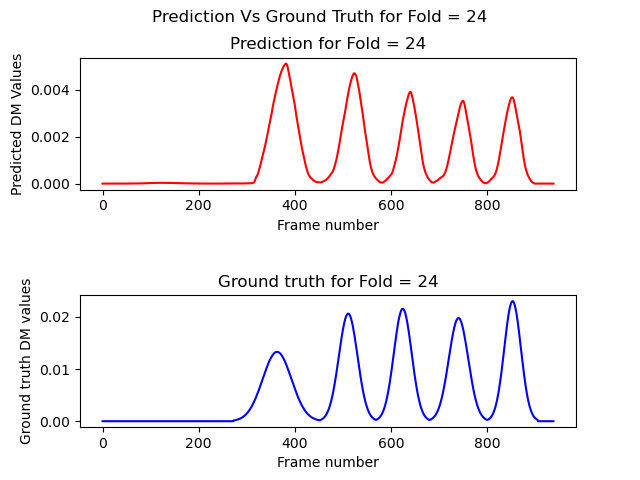 Prediction Vs Ground Truth for Fold = 24
Prediction for Fold = 24
Predicted DM Values
0.004
0.002
0.000
0 200 400 600 800
Frame number
Ground truth for Fold = 24
Ground truth DM values
0.02
0.01
0.00
0 200 400 600 800
Frame number